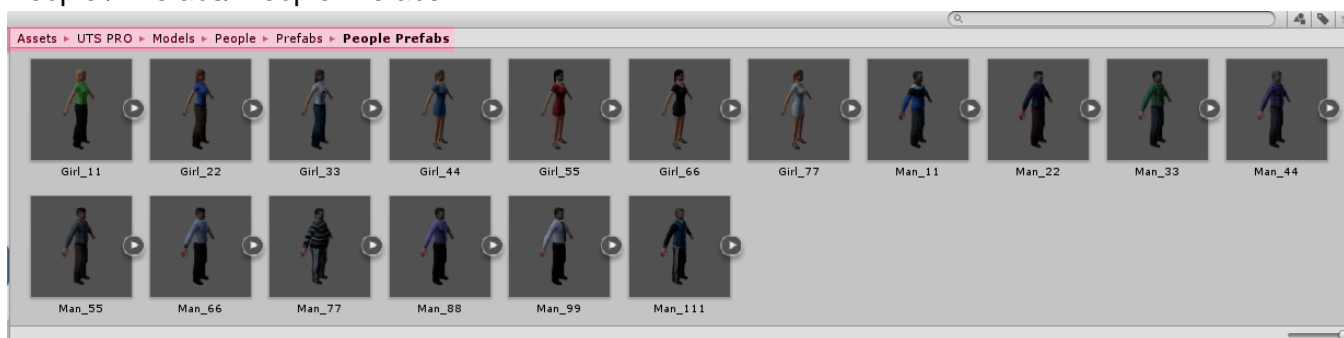 Assets ▸ UTS PRO ▸ Models ▸ People ▸ Prefabs ▸ People Prefabs
Girl_11 Girl_22 Girl_33 Girl_44 Girl_55 Girl_66 Girl_77 Man_11 Man_22 Man_33 Man_44
Man_55 Man_66 Man_77 Man_88 Man_99 Man_111